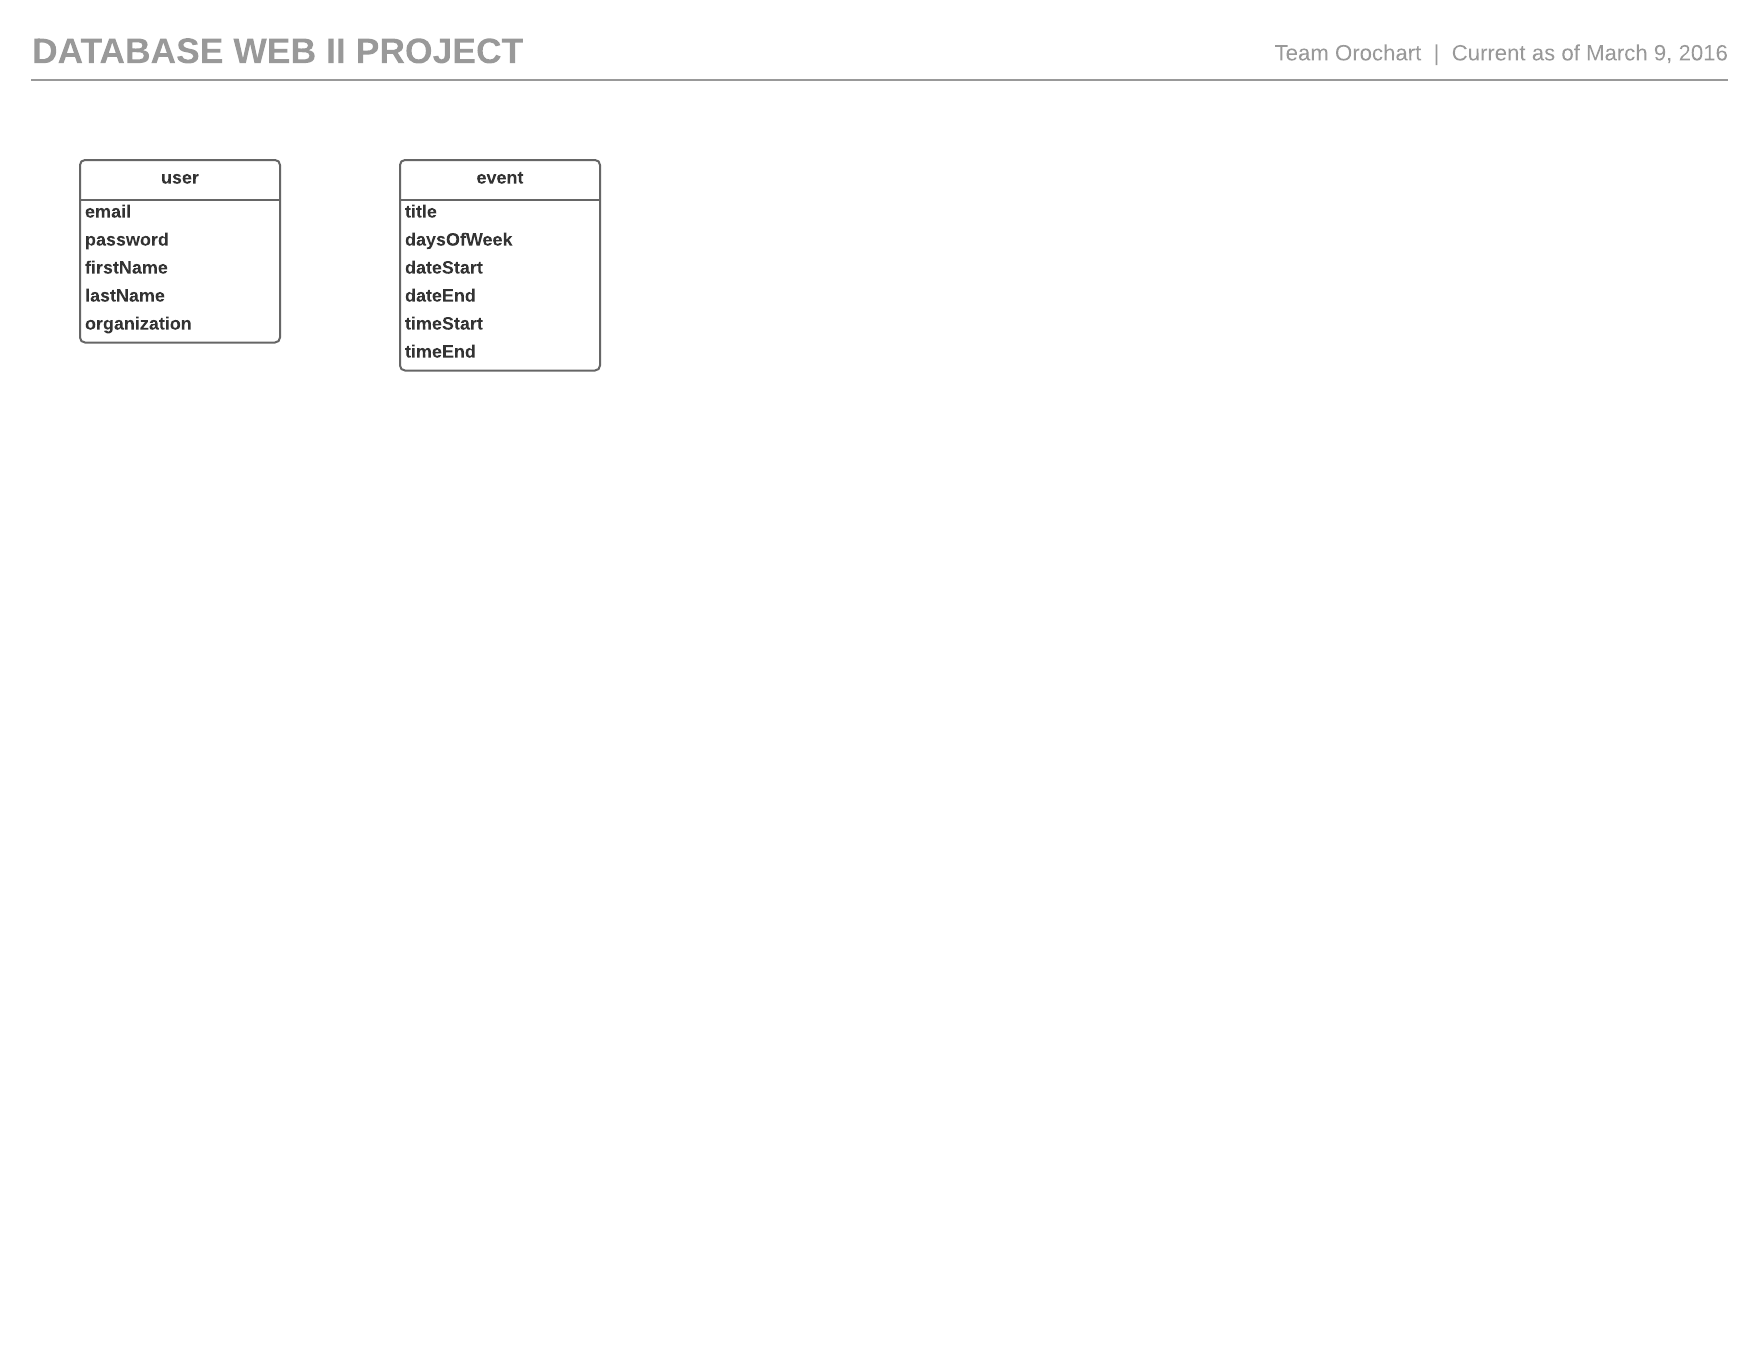 DATABASE WEB II PROJECT
Team Orochart | Current as of March 9, 2016
user
email
password
firstName
lastName
organization
event
title
daysOfWeek
dateStart
dateEnd
timeStart
timeEnd